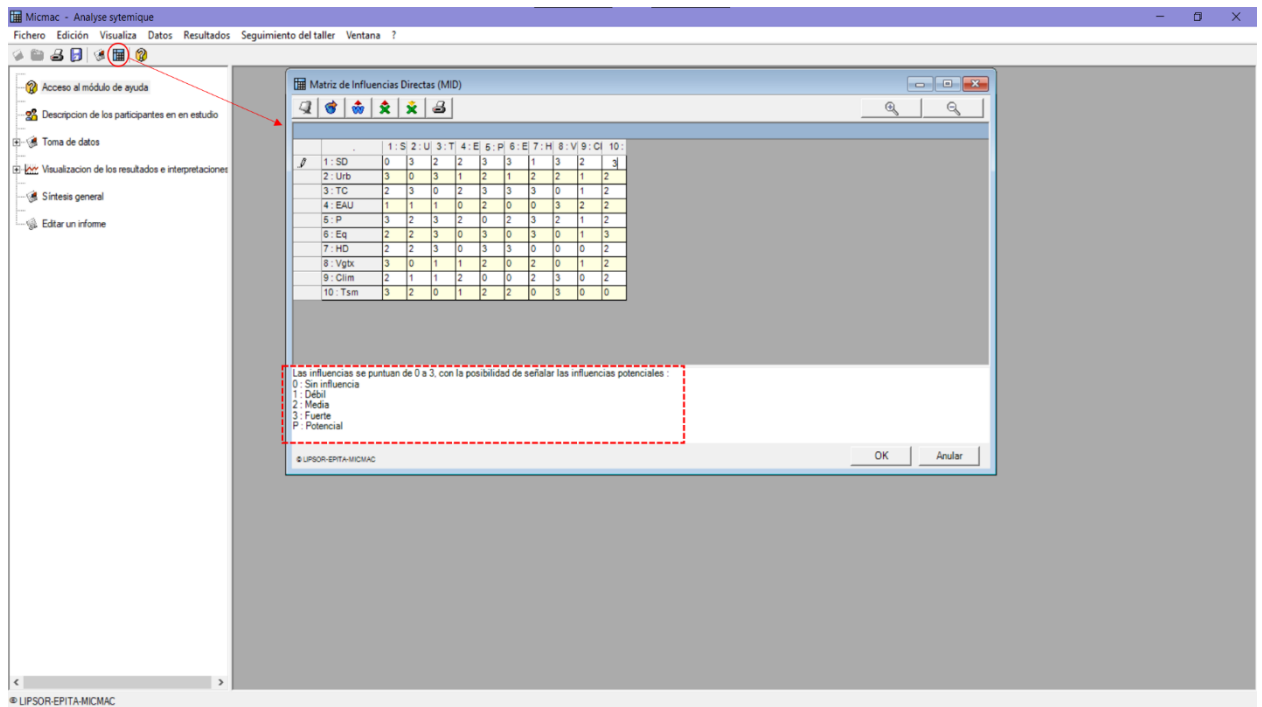 Micmac - Analyse sytemique
Fichero Edición Visualiza Datos Resultados Seguimiento del taller Ventana ?
Acceso al módulo de ayuda
Descripcion de los participantes en en estudio
Toma de datos
Visualizacion de los resultados e interpretaciones
Síntesis general
Editar un informe
Matriz de Influencias Directas (MID)
. 1 : S 2 : U 3 : T 4 : E 5 : P 6 : E 7 : H 8 : V 9 : Cl 10 :
1 : SD 0 3 2 2 3 3 1 3 2 3
2 : Urb 3 0 3 1 2 1 2 2 1 2
3 : TC 2 3 0 2 3 3 3 0 1 2
4 : EAU 1 1 1 0 2 0 0 3 2 2
5 : P 3 2 3 2 0 2 3 2 1 2
6 : Eq 2 2 3 0 3 0 3 0 1 3
7 : HD 2 2 3 0 3 3 0 0 0 2
8 : Vgtx 3 0 1 1 2 0 2 0 1 2
9 : Clim 2 1 1 2 0 0 2 3 0 2
10 : Tsm 3 2 0 1 2 2 0 3 0 0
Las influencias se puntuan de 0 a 3, con la posibilidad de señalar las influencias potenciales :
0 : Sin influencia
1 : Débil
2 : Media
3 : Fuerte
P : Potencial
© LIPSOR-EPITA-MICMAC
OK Anular
© LIPSOR-EPITA-MICMAC